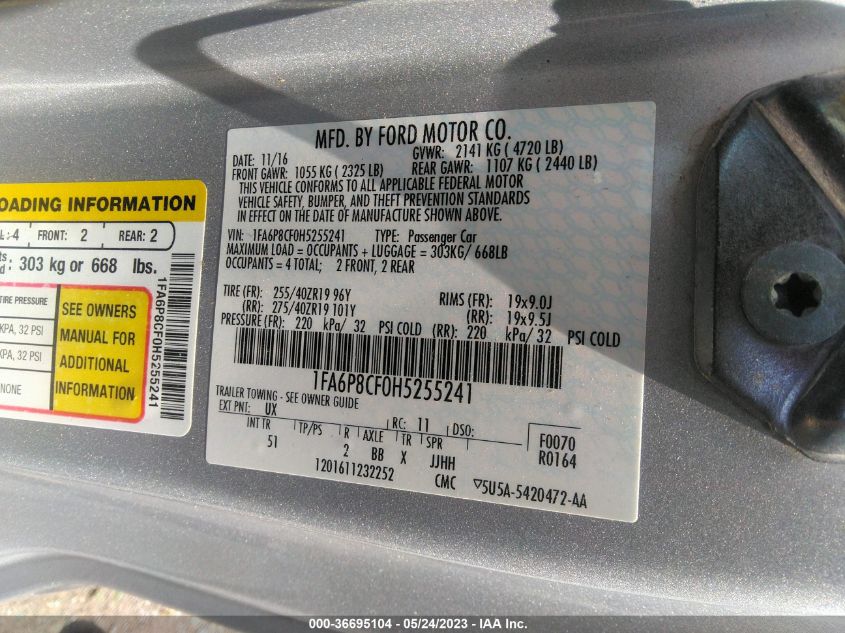 MFD. BY FORD MOTOR CO.
DATE: 11/16 GVWR: 2141 KG ( 4720 LB)
FRONT GAWR: 1055 KG ( 2325 LB) REAR GAWR: 1107 KG ( 2440 LB)
THIS VEHICLE CONFORMS TO ALL APPLICABLE FEDERAL MOTOR
VEHICLE SAFETY, BUMPER, AND THEFT PREVENTION STANDARDS
IN EFFECT ON THE DATE OF MANUFACTURE SHOWN ABOVE.
VIN: 1FA6P8CF0H5255241 TYPE: Passenger Car
MAXIMUM LOAD = OCCUPANTS + LUGGAGE = 303KG/ 668LB
OCCUPANTS = 4 TOTAL; 2 FRONT, 2 REAR
TIRE (FR): 255/40ZR19 96Y RIMS (FR): 19x9.0J
(RR): 275/40ZR19 101Y (RR): 19x9.5J
PRESSURE (FR): 220 kPa/ 32 PSI COLD (RR): 220 kPa/ 32 PSI COLD
1FA6P8CF0H5255241
TRAILER TOWING - SEE OWNER GUIDE
EXT PNT: UX RC: 11 DSO:
INT TR TP/PS R AXLE TR SPR F0070
51 2 BB X JJHH R0164
1201611232252 CMC ▽5U5A-5420472-AA
OADING INFORMATION
:4 FRONT: 2 REAR: 2
303 kg or 668 lbs.
TIRE PRESSURE SEE OWNERS
KPA, 32 PSI MANUAL FOR
KPA, 32 PSI ADDITIONAL
NONE INFORMATION
1FA6P8CF0H5255241
000-36695104 - 05/24/2023 - IAA Inc.